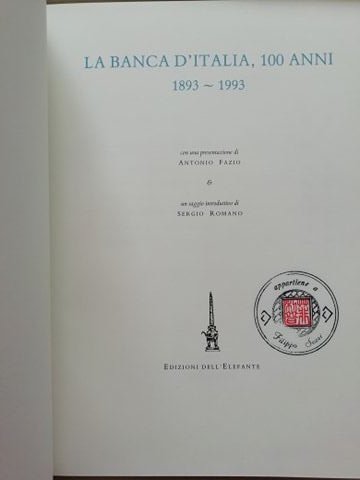 LA BANCA D'ITALIA, 100 ANNI
1893 ~ 1993
con una presentazione di
ANTONIO FAZIO
&
un saggio introduttivo di
SERGIO ROMANO
appartiene a
Filippo
EDIZIONI DELL'ELEFANTE